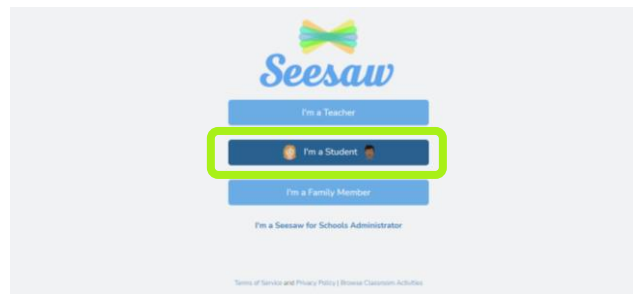 Seesaw
I'm a Teacher
I'm a Student
I'm a Family Member
I'm a Seesaw for Schools Administrator
Terms of Service and Privacy Policy | Browse Classroom Activities